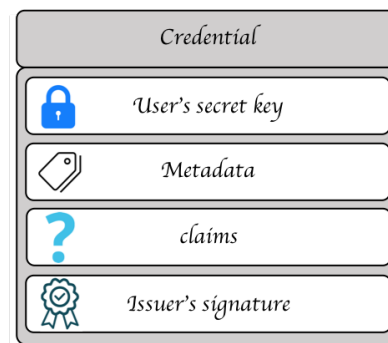 Credential
User's secret key
Metadata
claims
Issuer's signature